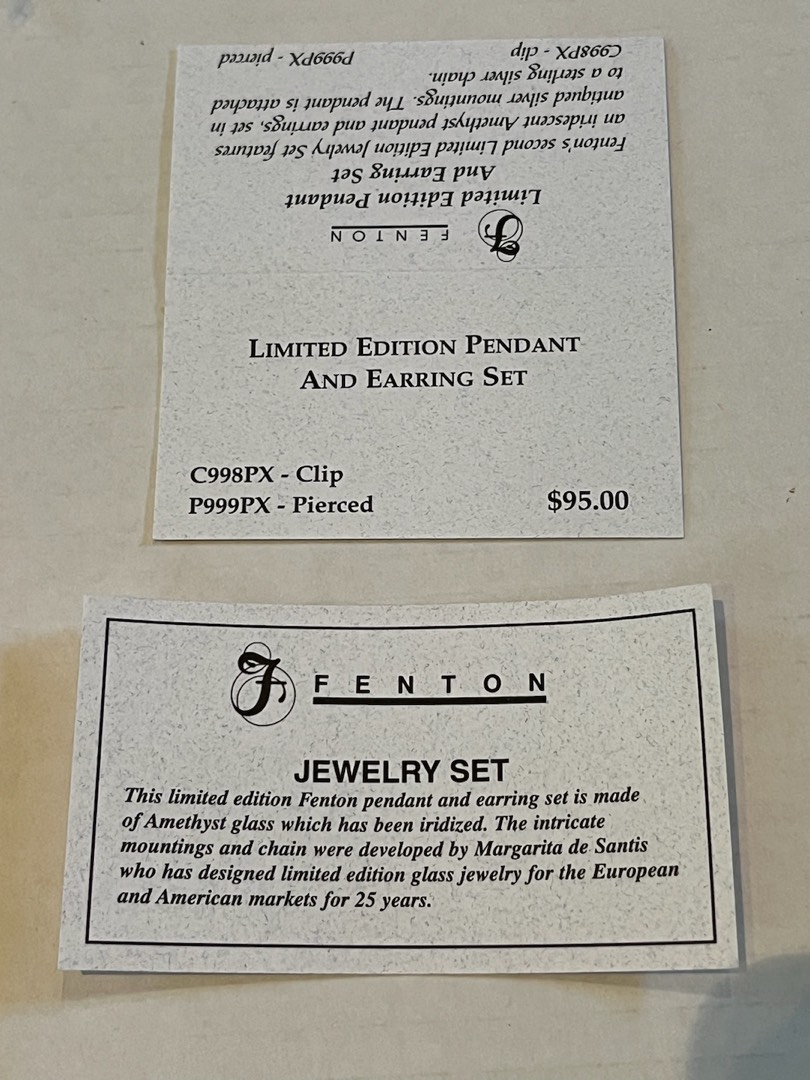 F FENTON
Limited Edition Pendant
And Earring Set
Fenton's second Limited Edition Jewelry Set features
an iridescent Amethyst pendant and earrings, set in
antiqued silver mountings. The pendant is attached
to a sterling silver chain.
C998PX - clip P999PX - pierced
LIMITED EDITION PENDANT
AND EARRING SET
C998PX - Clip
P999PX - Pierced $95.00
F FENTON
JEWELRY SET
This limited edition Fenton pendant and earring set is made
of Amethyst glass which has been iridized. The intricate
mountings and chain were developed by Margarita de Santis
who has designed limited edition glass jewelry for the European
and American markets for 25 years.